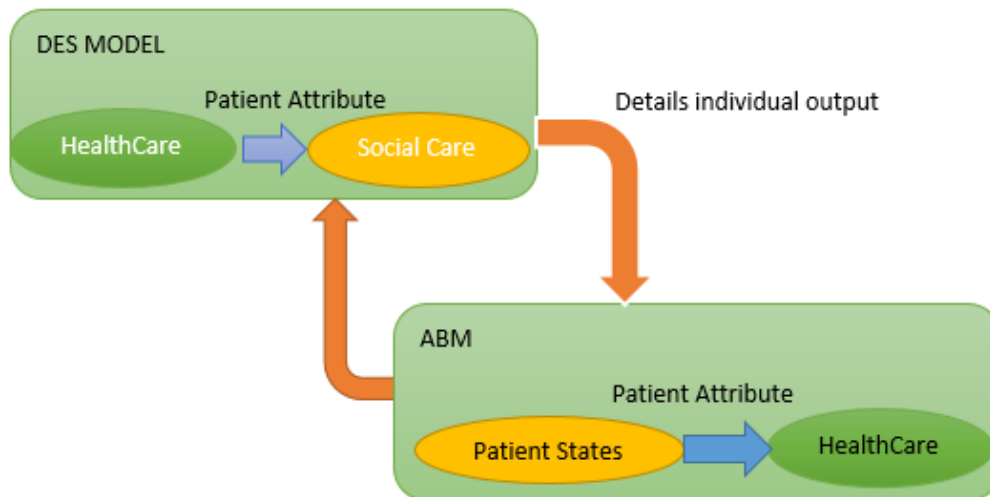 DES MODEL
Patient Attribute
HealthCare
Social Care
Details individual output
ABM
Patient Attribute
Patient States
HealthCare